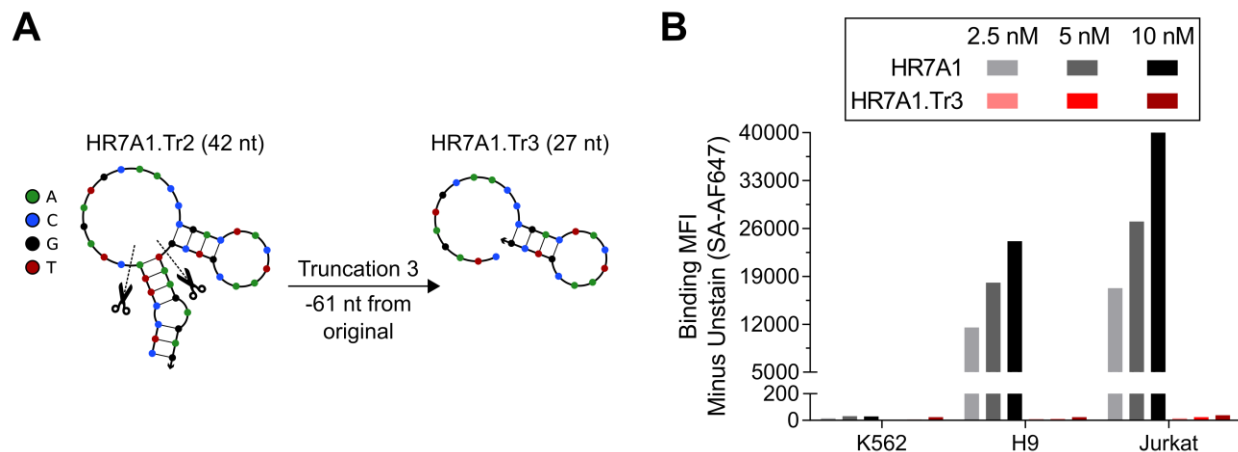 A
HR7A1.Tr2 (42 nt)
HR7A1.Tr3 (27 nt)
A
C
G
T
Truncation 3
-61 nt from
original
B
2.5 nM 5 nM 10 nM
HR7A1
HR7A1.Tr3
Binding MFI
Minus Unstain (SA-AF647)
40000
33000
26000
19000
12000
5000
200
0
K562 H9 Jurkat